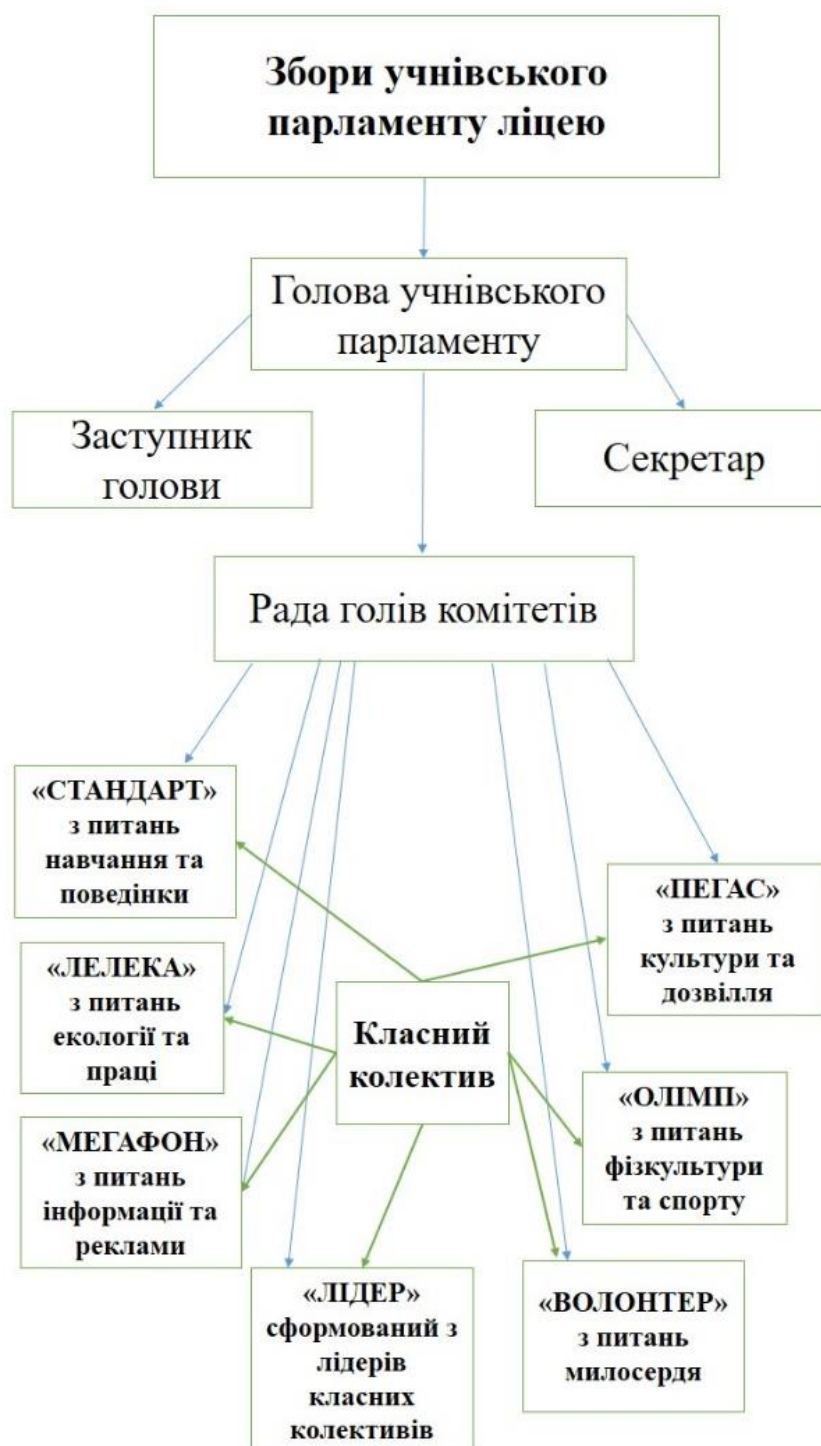 Збори учнівського
парламенту ліцею
Голова учнівського
парламенту
Заступник
голови
Секретар
Рада голів комітетів
«СТАНДАРТ»
з питань
навчання та
поведінки
«ПЕГАС»
з питань
культури та
дозвілля
«ЛЕЛЕКА»
з питань
екології та
праці
Класний
колектив
«ОЛІМП»
з питань
фізкультури
та спорту
«МЕГАФОН»
з питань
інформації та
реклами
«ЛІДЕР»
сформований з
лідерів
класних
колективів
«ВОЛОНТЕР»
з питань
милосердя